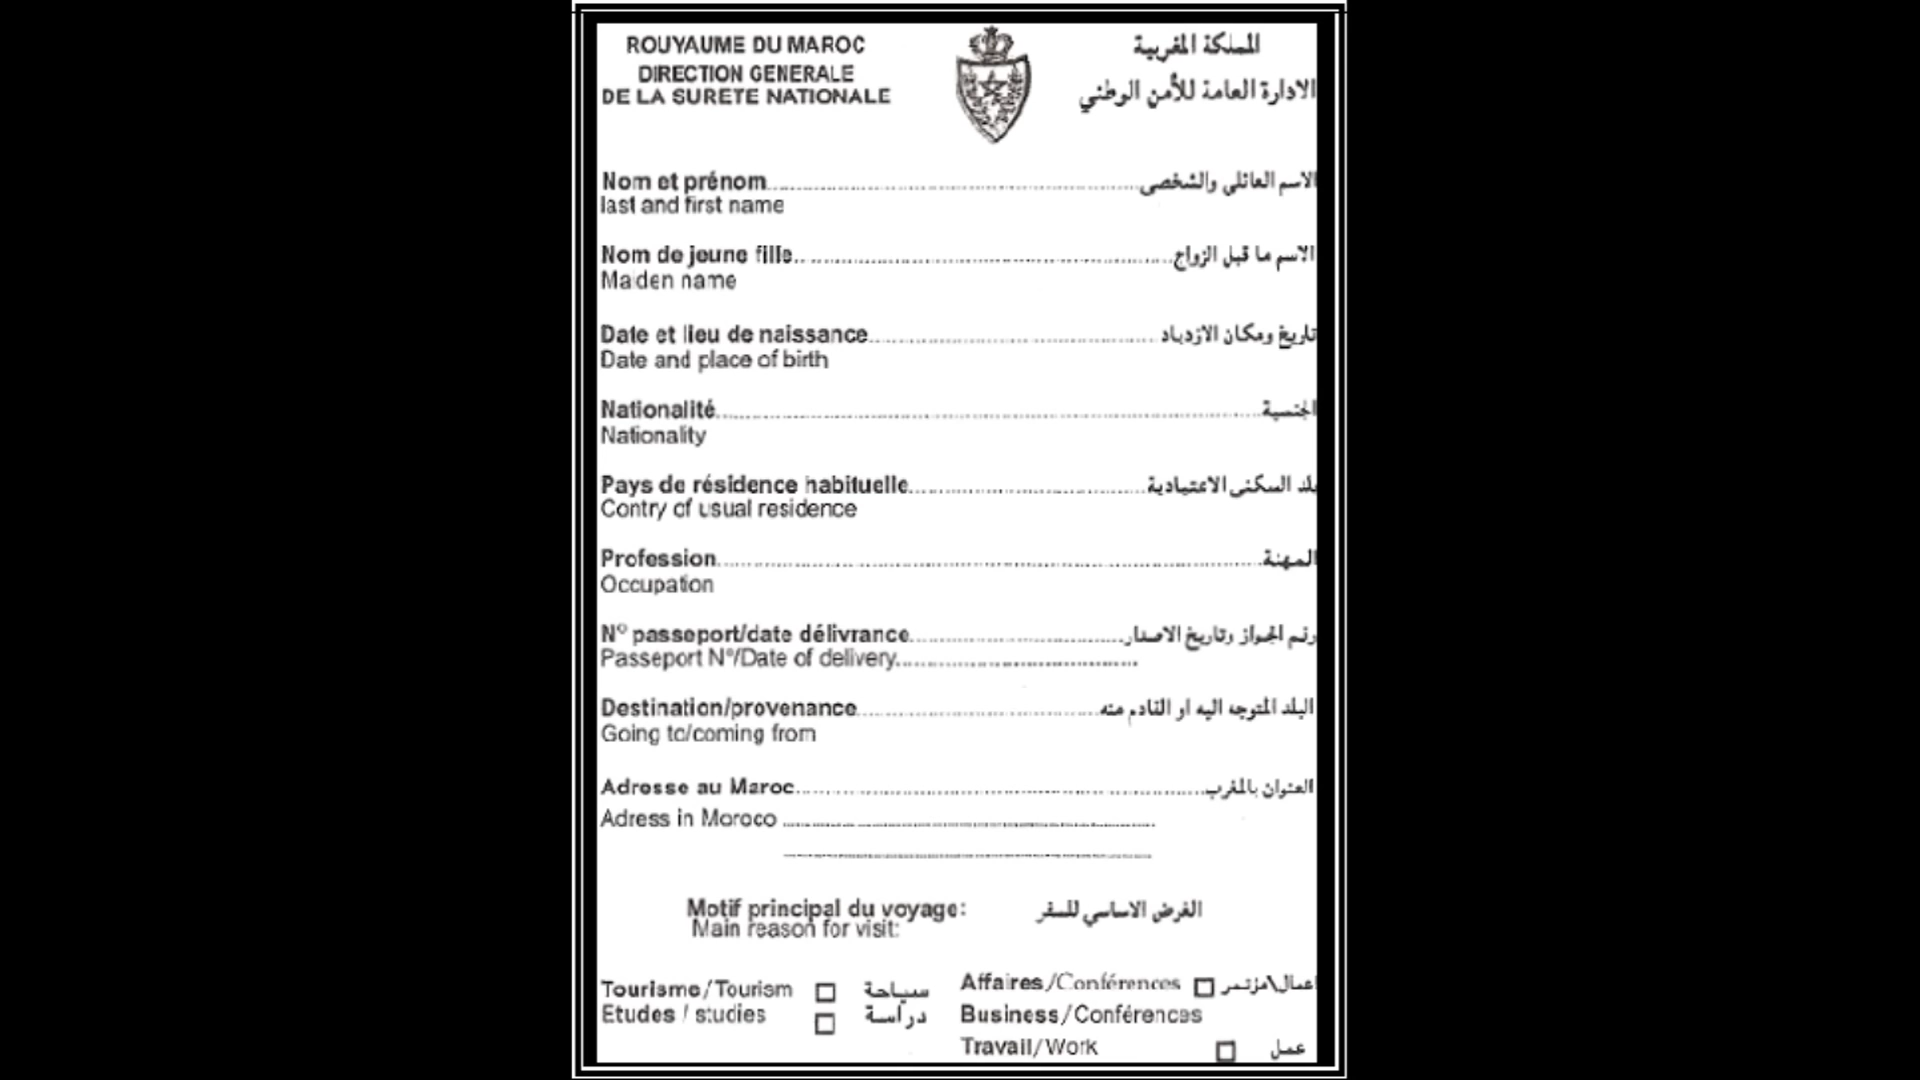 ROUYAUME DU MAROC
DIRECTION GENERALE
DE LA SURETE NATIONALE
المملكة المغربية
الادارة العامة للأمن الوطني
Nom et prénom الاسم العائلي والشخصي
last and first name
Nom de jeune fille الاسم ما قبل الزواج
Maiden name
Date et lieu de naissance تاريخ ومكان الازدياد
Date and place of birth
Nationalité الجنسية
Nationality
Pays de résidence habituelle بلد السكنى الاعتيادية
Contry of usual residence
Profession المهنة
Occupation
N° passeport/date délivrance رقم الجواز وتاريخ الاصدار
Passeport N°/Date of delivery
Destination/provenance البلد المتوجه اليه او القادم منه
Going to/coming from
Adresse au Maroc العنوان بالمغرب
Adress in Moroco
Motif principal du voyage: الغرض الاساسي للسفر
Main reason for visit:
Tourisme/Tourism سياحة Affaires/Conférences اعمال\مؤتمر
Etudes / studies دراسة Business/Conférences
Travail/Work عمل